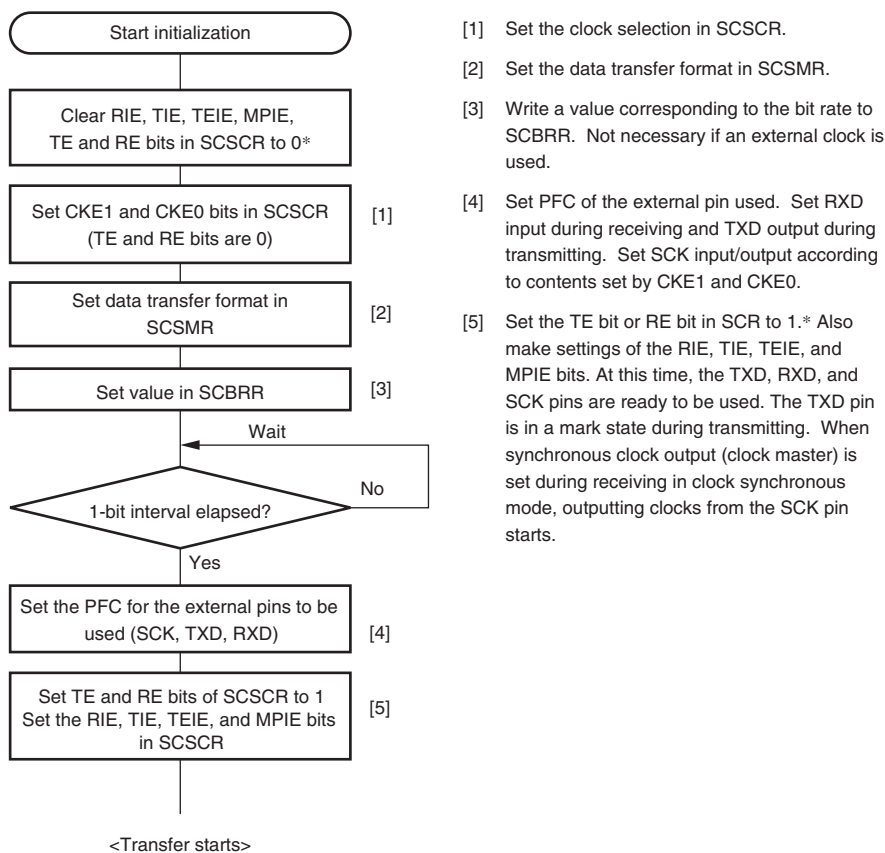 Start initialization
Clear RIE, TIE, TEIE, MPIE,
TE and RE bits in SCSCR to 0*
Set CKE1 and CKE0 bits in SCSCR
(TE and RE bits are 0)
[1]
Set data transfer format in
SCSMR
[2]
Set value in SCBRR
[3]
Wait
1-bit interval elapsed?
No
Yes
Set the PFC for the external pins to be
used (SCK, TXD, RXD)
[4]
Set TE and RE bits of SCSCR to 1
Set the RIE, TIE, TEIE, and MPIE bits
in SCSCR
[5]
<Transfer starts>
[1] Set the clock selection in SCSCR.
[2] Set the data transfer format in SCSMR.
[3] Write a value corresponding to the bit rate to
SCBRR. Not necessary if an external clock is
used.
[4] Set PFC of the external pin used. Set RXD
input during receiving and TXD output during
transmitting. Set SCK input/output according
to contents set by CKE1 and CKE0.
[5] Set the TE bit or RE bit in SCR to 1.* Also
make settings of the RIE, TIE, TEIE, and
MPIE bits. At this time, the TXD, RXD, and
SCK pins are ready to be used. The TXD pin
is in a mark state during transmitting. When
synchronous clock output (clock master) is
set during receiving in clock synchronous
mode, outputting clocks from the SCK pin
starts.